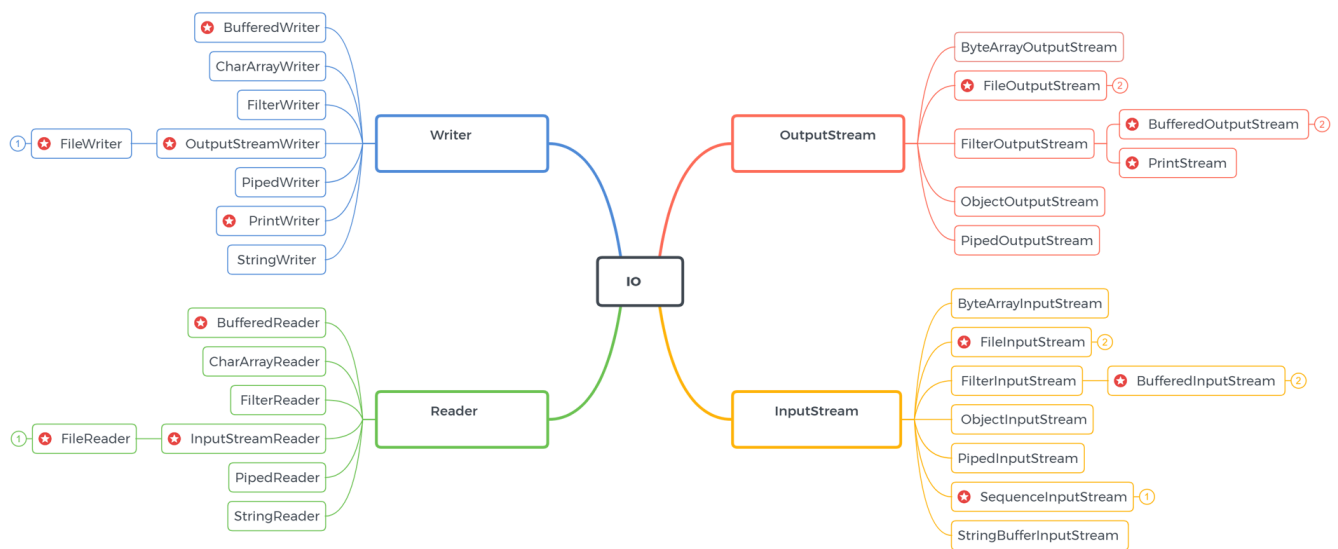 IO
Writer
BufferedWriter
CharArrayWriter
FilterWriter
OutputStreamWriter
FileWriter
1
PipedWriter
PrintWriter
StringWriter
Reader
BufferedReader
CharArrayReader
FilterReader
InputStreamReader
FileReader
1
PipedReader
StringReader
OutputStream
ByteArrayOutputStream
FileOutputStream
2
FilterOutputStream
BufferedOutputStream
2
PrintStream
ObjectOutputStream
PipedOutputStream
InputStream
ByteArrayInputStream
FileInputStream
2
FilterInputStream
BufferedInputStream
2
ObjectInputStream
PipedInputStream
SequenceInputStream
1
StringBufferInputStream